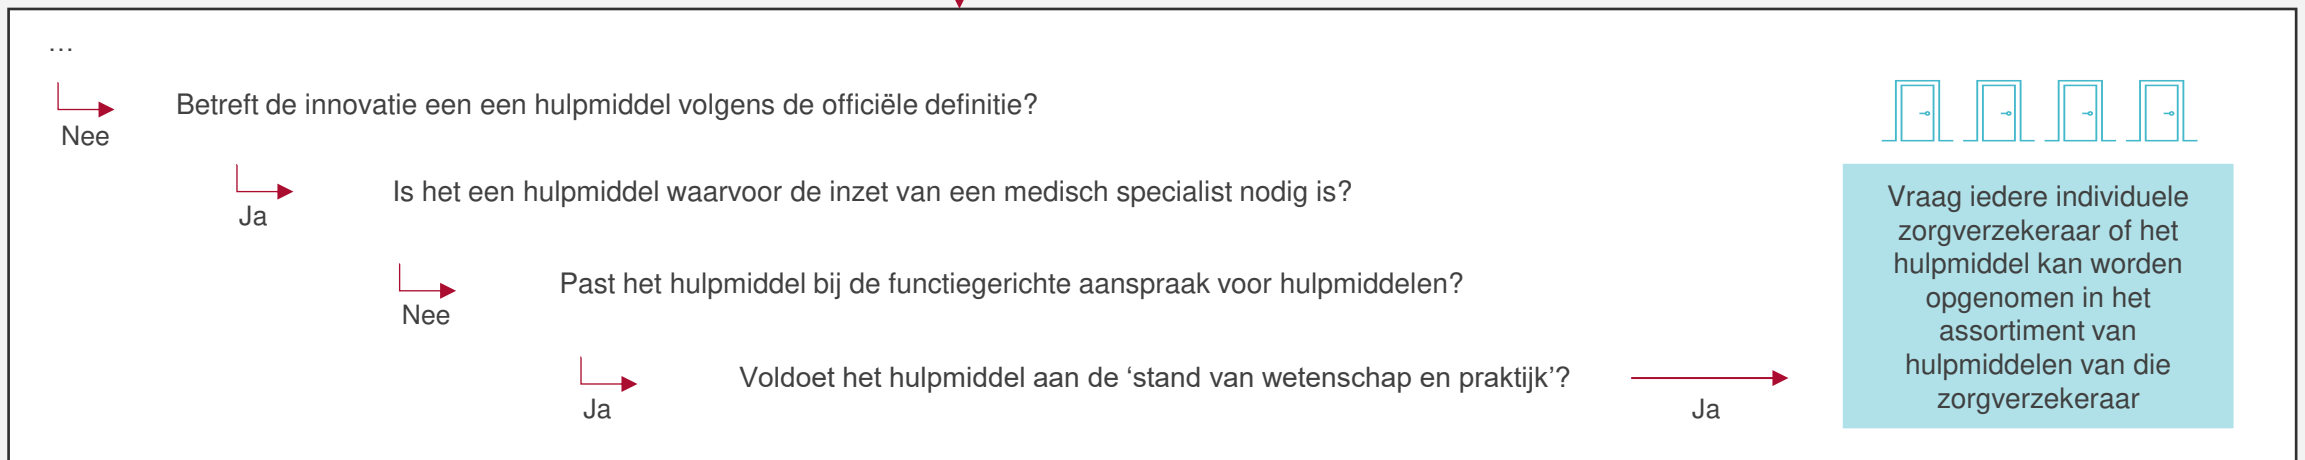 …
Nee
Betreft de innovatie een een hulpmiddel volgens de officiële definitie?
Ja
Is het een hulpmiddel waarvoor de inzet van een medisch specialist nodig is?
Nee
Past het hulpmiddel bij de functiegerichte aanspraak voor hulpmiddelen?
Ja
Voldoet het hulpmiddel aan de ‘stand van wetenschap en praktijk’?
Ja
Vraag iedere individuele
zorgverzekeraar of het
hulpmiddel kan worden
opgenomen in het
assortiment van
hulpmiddelen van die
zorgverzekeraar